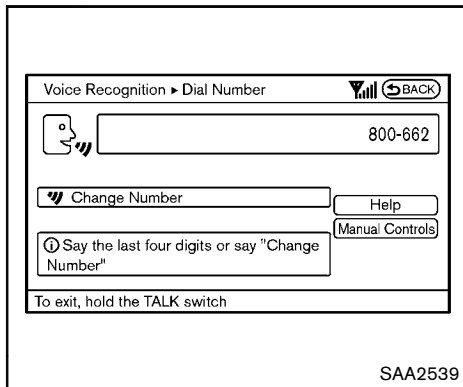 Voice Recognition ▸ Dial Number
BACK
800-662
Change Number
Help
Manual Controls
Say the last four digits or say "Change
Number"
To exit, hold the TALK switch
SAA2539